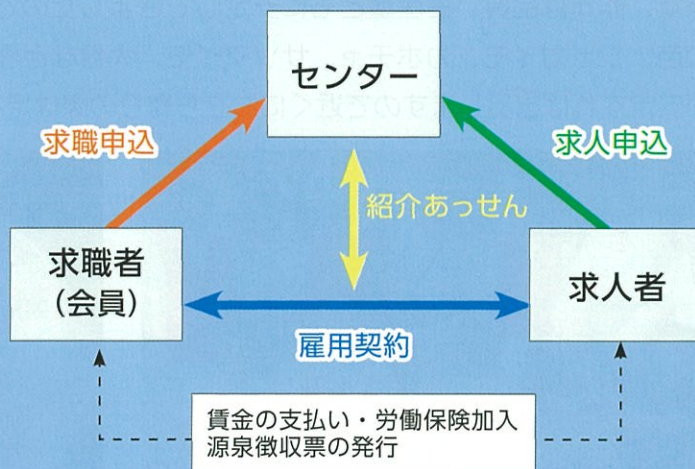 センター
求職申込
求人申込
紹介あっせん
求職者
(会員)
求人者
雇用契約
賃金の支払い・労働保険加入
源泉徴収票の発行